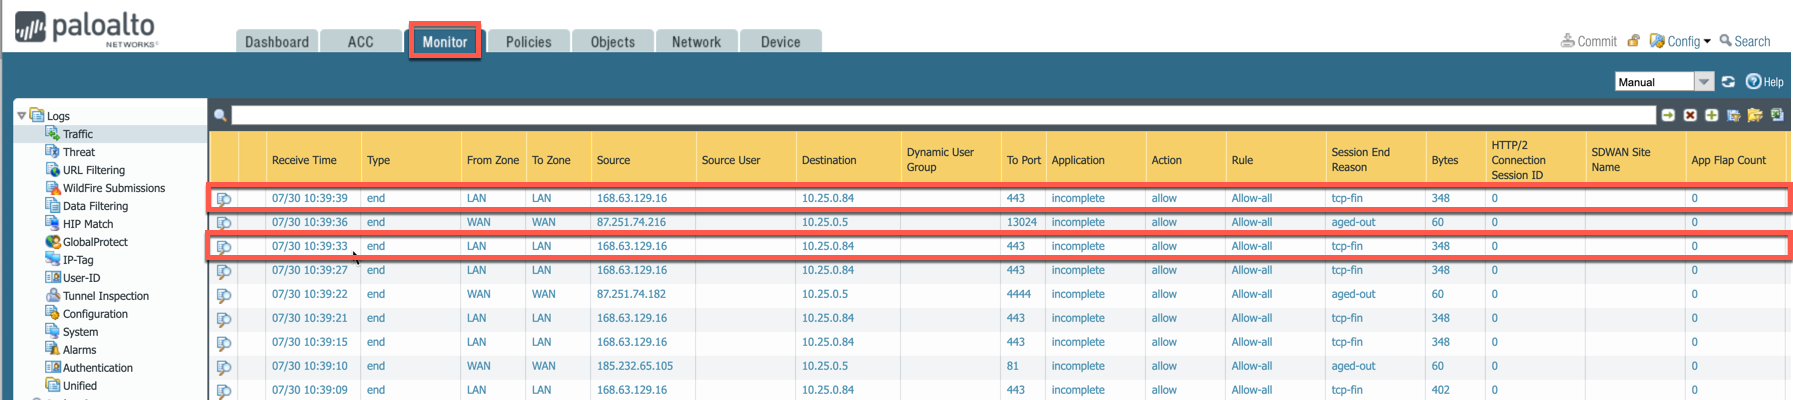 paloalto
NETWORKS®
Dashboard ACC Monitor Policies Objects Network Device
Commit Config Search
Manual Help
Logs
Traffic
Threat
URL Filtering
WildFire Submissions
Data Filtering
HIP Match
GlobalProtect
IP-Tag
User-ID
Tunnel Inspection
Configuration
System
Alarms
Authentication
Unified
Receive Time Type From Zone To Zone Source Source User Destination Dynamic User Group To Port Application Action Rule Session End Reason Bytes HTTP/2 Connection Session ID SDWAN Site Name App Flap Count
07/30 10:39:39 end LAN LAN 168.63.129.16 10.25.0.84 443 incomplete allow Allow-all tcp-fin 348 0 0
07/30 10:39:36 end WAN WAN 87.251.74.216 10.25.0.5 13024 incomplete allow Allow-all aged-out 60 0 0
07/30 10:39:33 end LAN LAN 168.63.129.16 10.25.0.84 443 incomplete allow Allow-all tcp-fin 348 0 0
07/30 10:39:27 end LAN LAN 168.63.129.16 10.25.0.84 443 incomplete allow Allow-all tcp-fin 348 0 0
07/30 10:39:22 end WAN WAN 87.251.74.182 10.25.0.5 4444 incomplete allow Allow-all aged-out 60 0 0
07/30 10:39:21 end LAN LAN 168.63.129.16 10.25.0.84 443 incomplete allow Allow-all tcp-fin 348 0 0
07/30 10:39:15 end LAN LAN 168.63.129.16 10.25.0.84 443 incomplete allow Allow-all tcp-fin 348 0 0
07/30 10:39:10 end WAN WAN 185.232.65.105 10.25.0.5 81 incomplete allow Allow-all aged-out 60 0 0
07/30 10:39:09 end LAN LAN 168.63.129.16 10.25.0.84 443 incomplete allow Allow-all tcp-fin 402 0 0